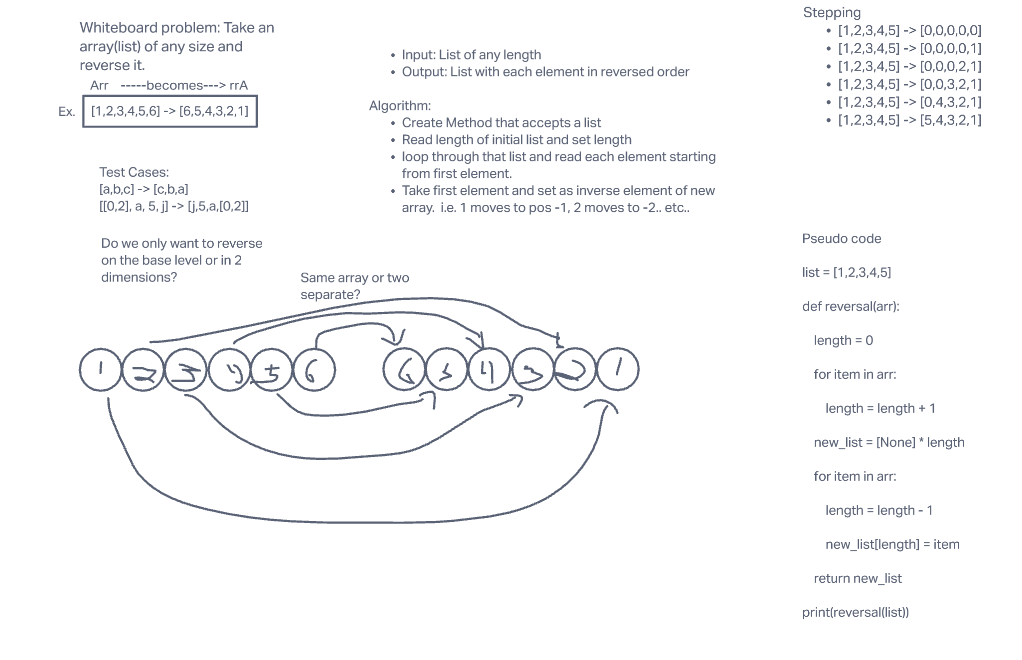 Whiteboard problem: Take an
array(list) of any size and
reverse it.
Arr -----becomes---> rrA
Ex. [1,2,3,4,5,6] -> [6,5,4,3,2,1]
Test Cases:
[a,b,c] -> [c,b,a]
[[0,2], a, 5, j] -> [j,5,a,[0,2]]
Do we only want to reverse
on the base level or in 2
dimensions?
• Input: List of any length
• Output: List with each element in reversed order
Algorithm:
• Create Method that accepts a list
• Read length of initial list and set length
• loop through that list and read each element starting
from first element.
• Take first element and set as inverse element of new
array. i.e. 1 moves to pos -1, 2 moves to -2.. etc..
Same array or two
separate?
1 2 3 4 5 6 6 5 4 3 2 1
Stepping
• [1,2,3,4,5] -> [0,0,0,0,0]
• [1,2,3,4,5] -> [0,0,0,0,1]
• [1,2,3,4,5] -> [0,0,0,2,1]
• [1,2,3,4,5] -> [0,0,3,2,1]
• [1,2,3,4,5] -> [0,4,3,2,1]
• [1,2,3,4,5] -> [5,4,3,2,1]
Pseudo code
list = [1,2,3,4,5]
def reversal(arr):
length = 0
for item in arr:
length = length + 1
new_list = [None] * length
for item in arr:
length = length - 1
new_list[length] = item
return new_list
print(reversal(list))